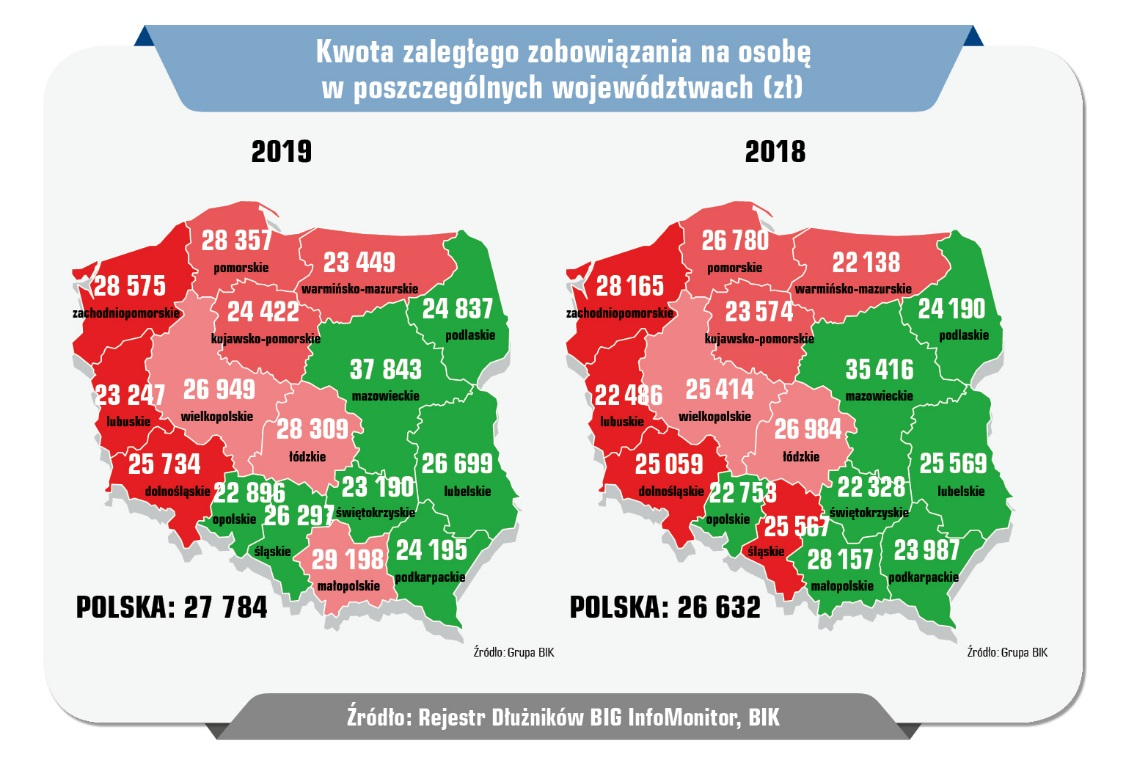 Kwota zaległego zobowiązania na osobę
w poszczególnych województwach (zł)
2019
28 357
pomorskie
23 449
warmińsko-mazurskie
28 575
zachodniopomorskie
24 422
kujawsko-pomorskie
24 837
podlaskie
37 843
mazowieckie
23 247
lubuskie
26 949
wielkopolskie
28 309
łódzkie
25 734
dolnośląskie
26 699
lubelskie
22 896
opolskie
23 190
świętokrzyskie
26 297
śląskie
29 198
małopolskie
24 195
podkarpackie
POLSKA: 27 784
Źródło: Grupa BIK
2018
26 780
pomorskie
22 138
warmińsko-mazurskie
28 165
zachodniopomorskie
23 574
kujawsko-pomorskie
24 190
podlaskie
35 416
mazowieckie
22 486
lubuskie
25 414
wielkopolskie
26 984
łódzkie
25 059
dolnośląskie
25 569
lubelskie
22 753
opolskie
22 328
świętokrzyskie
25 567
śląskie
28 157
małopolskie
23 987
podkarpackie
POLSKA: 26 632
Źródło: Grupa BIK
Źródło: Rejestr Dłużników BIG InfoMonitor, BIK